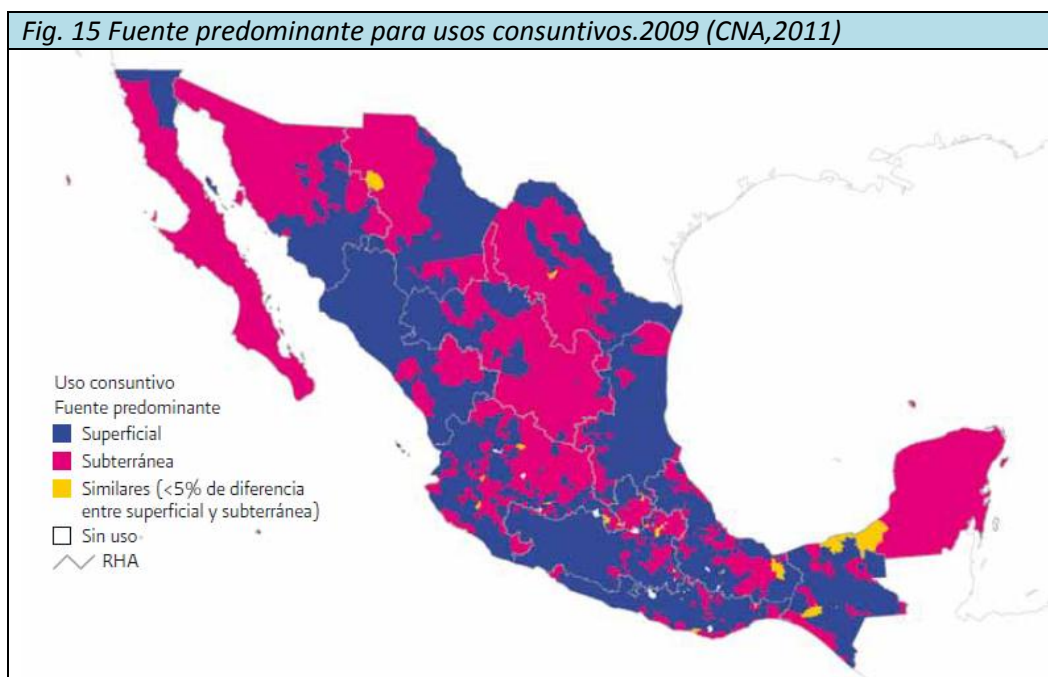 Fig. 15 Fuente predominante para usos consuntivos.2009 (CNA,2011)
Uso consuntivo
Fuente predominante
Superficial
Subterránea
Similares (<5% de diferencia
entre superficial y subterránea)
Sin uso
RHA